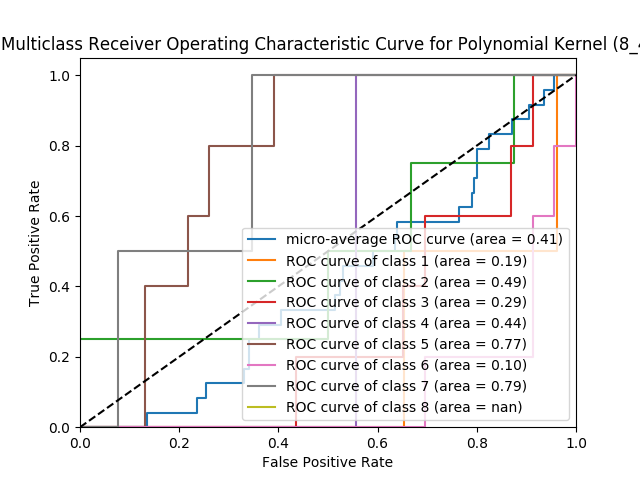 Multiclass Receiver Operating Characteristic Curve for Polynomial Kernel (8_
1.0
0.8
0.6
0.4
0.2
0.0
True Positive Rate
micro-average ROC curve (area = 0.41)
ROC curve of class 1 (area = 0.19)
ROC curve of class 2 (area = 0.49)
ROC curve of class 3 (area = 0.29)
ROC curve of class 4 (area = 0.44)
ROC curve of class 5 (area = 0.77)
ROC curve of class 6 (area = 0.10)
ROC curve of class 7 (area = 0.79)
ROC curve of class 8 (area = nan)
0.0 0.2 0.4 0.6 0.8 1.0
False Positive Rate